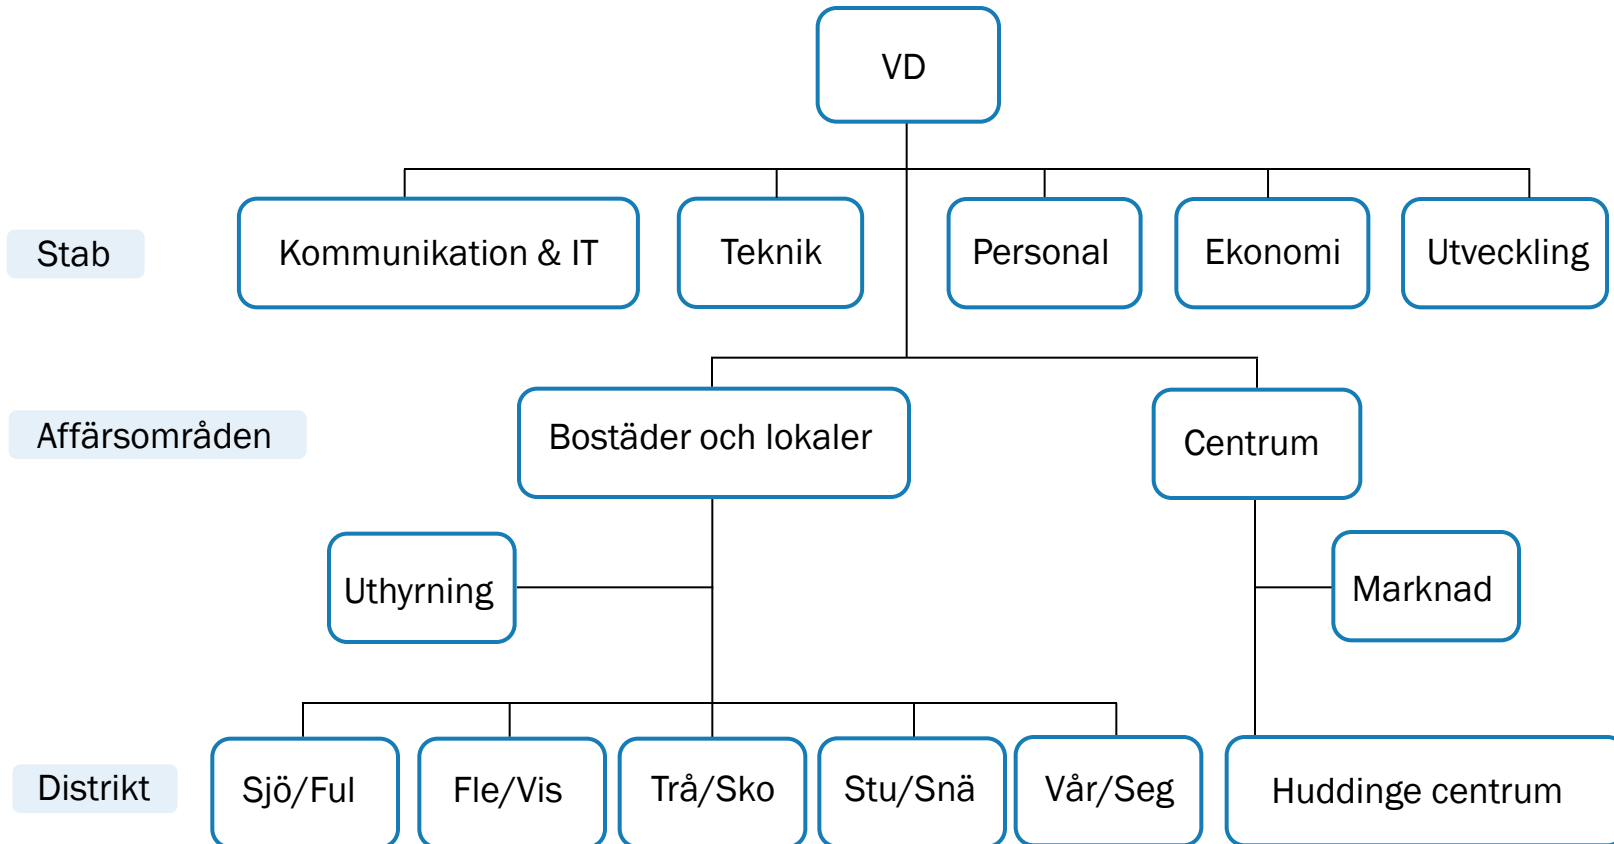 VD
Stab
Kommunikation & IT
Teknik
Personal
Ekonomi
Utveckling
Affärsområden
Bostäder och lokaler
Centrum
Uthyrning
Marknad
Distrikt
Sjö/Ful
Fle/Vis
Trå/Sko
Stu/Snä
Vår/Seg
Huddinge centrum